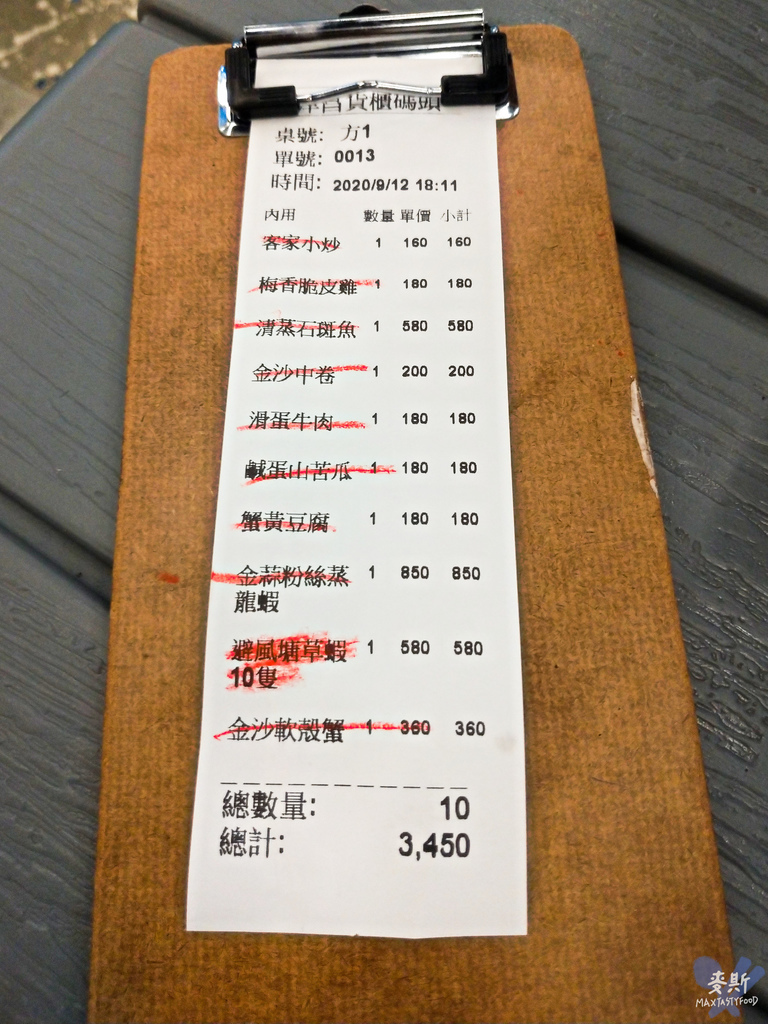 貨櫃碼頭
桌號: 方1
單號: 0013
時間: 2020/9/12 18:11
內用 數量 單價 小計
客家小炒 1 160 160
梅香脆皮雞 1 180 180
清蒸石斑魚 1 580 580
金沙中卷 1 200 200
滑蛋牛肉 1 180 180
鹹蛋山苦瓜 1 180 180
蟹黃豆腐 1 180 180
金蒜粉絲蒸 1 850 850
龍蝦
避風塘草蝦 1 580 580
10隻
金沙軟殼蟹 1 360 360
總數量: 10
總計: 3,450
麥斯
MAXTASTYFOOD